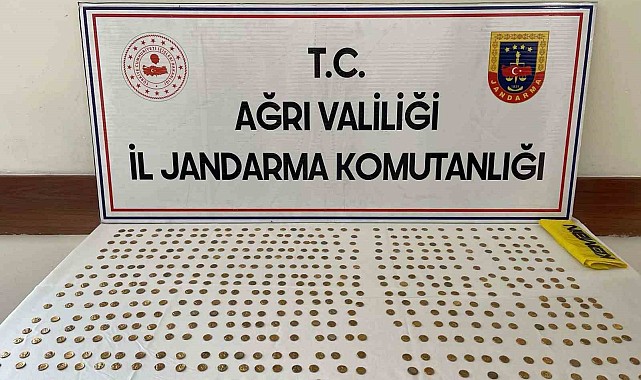 T.C.
AĞRI VALİLİĞİ
İL JANDARMA KOMUTANLIĞI
JANDARMA